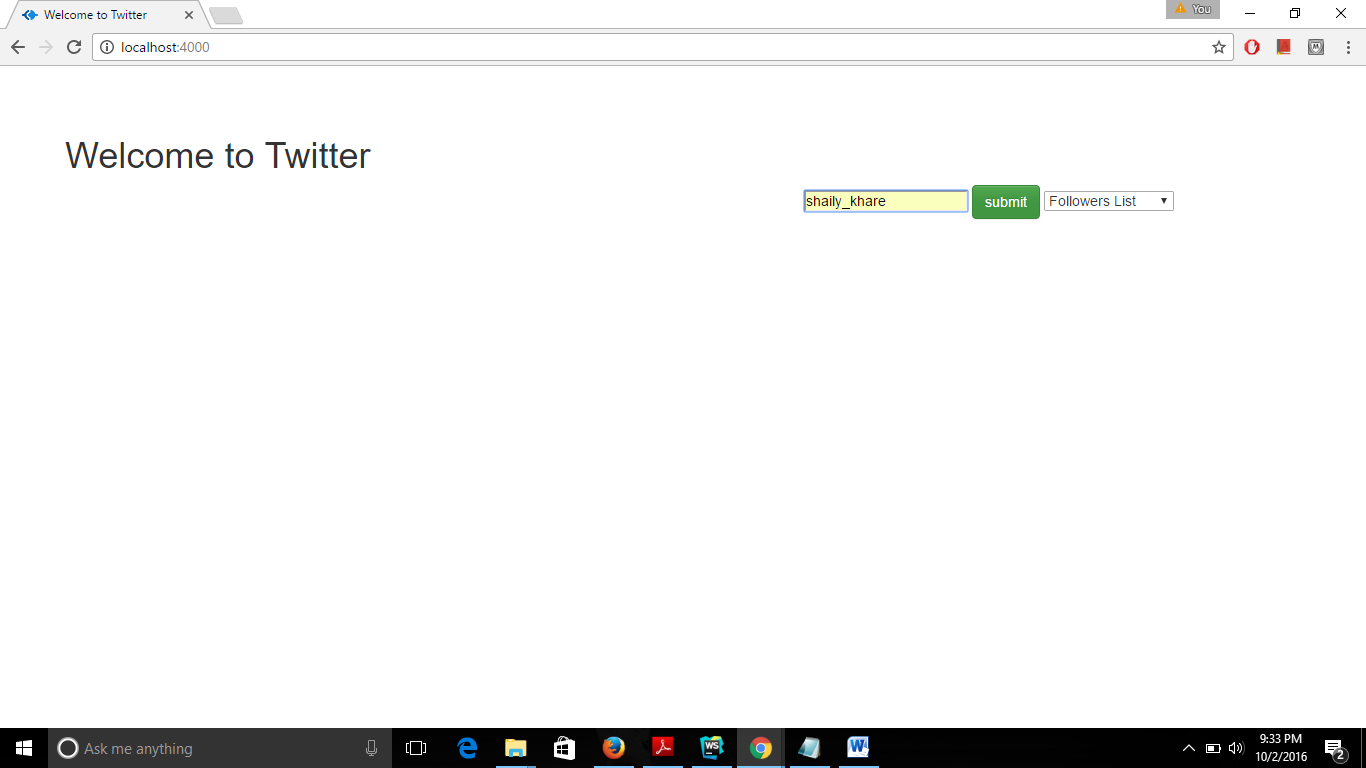 Welcome to Twitter
You
localhost:4000
Welcome to Twitter
shaily_khare submit Followers List
Ask me anything
WS
W
9:33 PM
10/2/2016
2